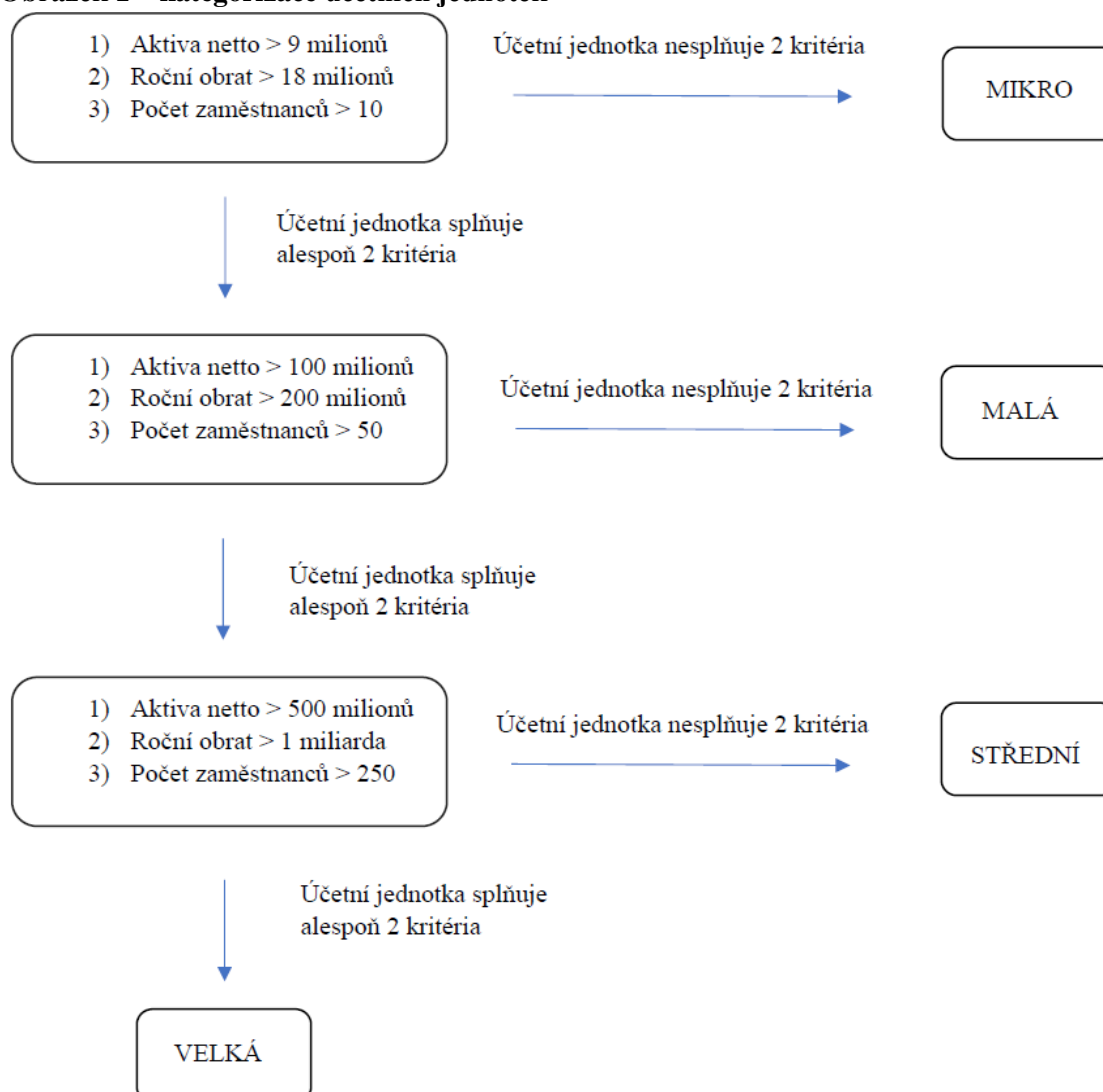 1) Aktiva netto > 9 milionů
2) Roční obrat > 18 milionů
3) Počet zaměstnanců > 10
Účetní jednotka nesplňuje 2 kritéria
MIKRO
Účetní jednotka splňuje
alespoň 2 kritéria
1) Aktiva netto > 100 milionů
2) Roční obrat > 200 milionů
3) Počet zaměstnanců > 50
Účetní jednotka nesplňuje 2 kritéria
MALÁ
Účetní jednotka splňuje
alespoň 2 kritéria
1) Aktiva netto > 500 milionů
2) Roční obrat > 1 miliarda
3) Počet zaměstnanců > 250
Účetní jednotka nesplňuje 2 kritéria
STŘEDNÍ
Účetní jednotka splňuje
alespoň 2 kritéria
VELKÁ